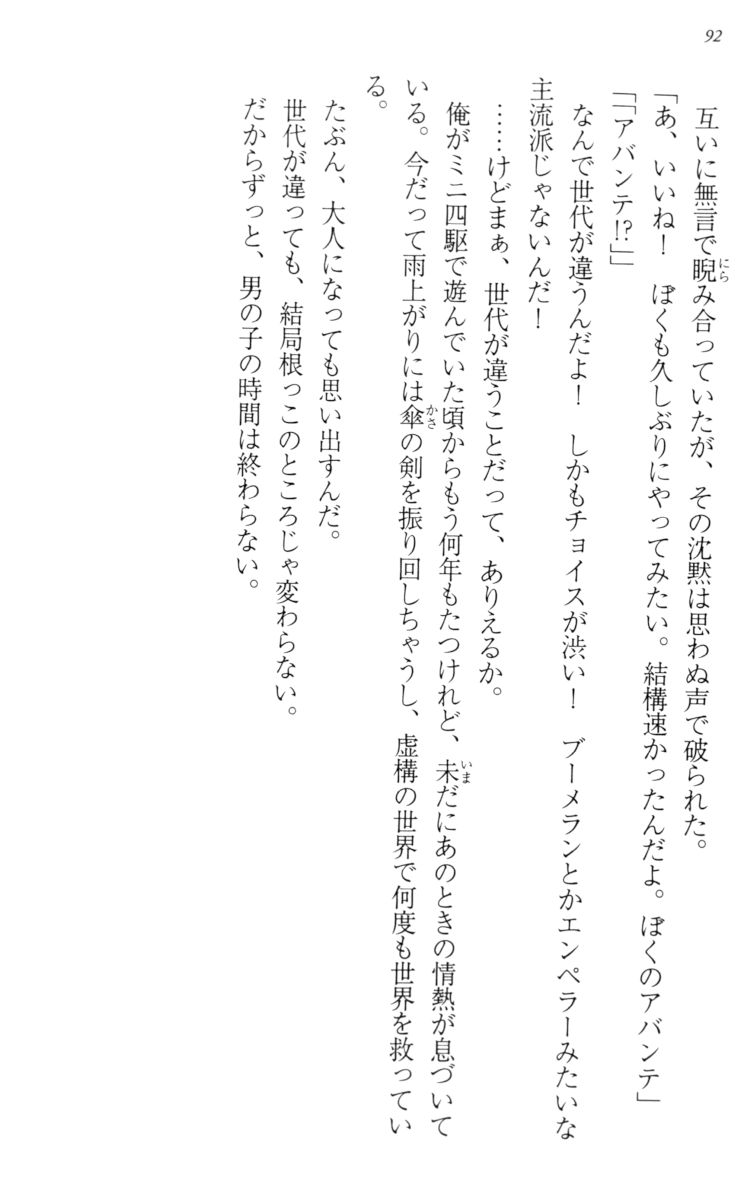 92
互いに無言で睨み合っていたが、その沈黙は思わぬ声で破られた。
「あ、いいね！　ぼくも久しぶりにやってみたい。結構速かったんだよ。ぼくのアバンテ」
「「アバンテ!?」」
なんで世代が違うんだよ！　しかもチョイスが渋い！　ブーメランとかエンペラーみたいな
主流派じゃないんだ！
……けどまぁ、世代が違うことだって、ありえるか。
俺がミニ四駆で遊んでいた頃からもう何年もたつけれど、未だにあのときの情熱が息づいて
いる。今だって雨上がりには傘の剣を振り回しちゃうし、虚構の世界で何度も世界を救ってい
る。
たぶん、大人になっても思い出すんだ。
世代が違っても、結局根っこのところじゃ変わらない。
だからずっと、男の子の時間は終わらない。